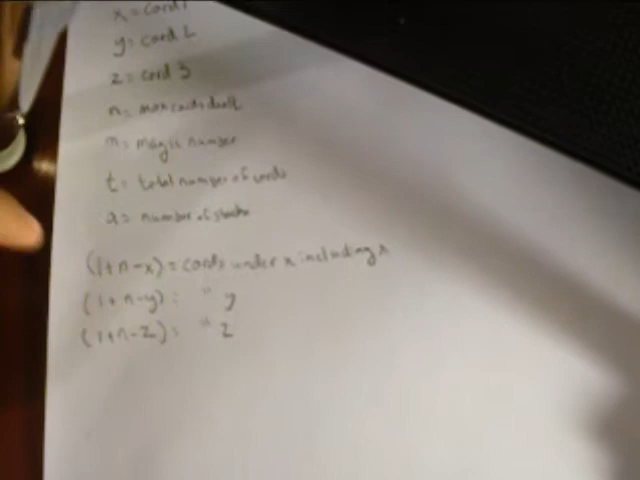 x = card 1
y = card 2
z = card 3
n = max cards dealt
m = magic number
t = total number of cards
a = number of stacks
(1+n-x) = cards under x including x
(1+n-y) = " y
(1+n-z) = " z